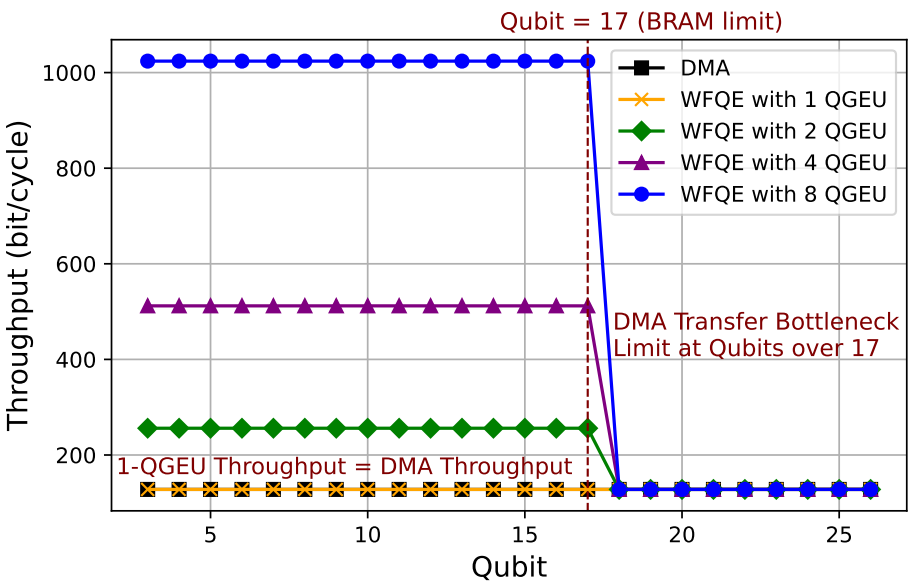 Qubit = 17 (BRAM limit)
Throughput (bit/cycle)
1000
800
600
400
200
DMA
WFQE with 1 QGEU
WFQE with 2 QGEU
WFQE with 4 QGEU
WFQE with 8 QGEU
DMA Transfer Bottleneck
Limit at Qubits over 17
1-QGEU Throughput = DMA Throughput
5
10
15
20
25
Qubit